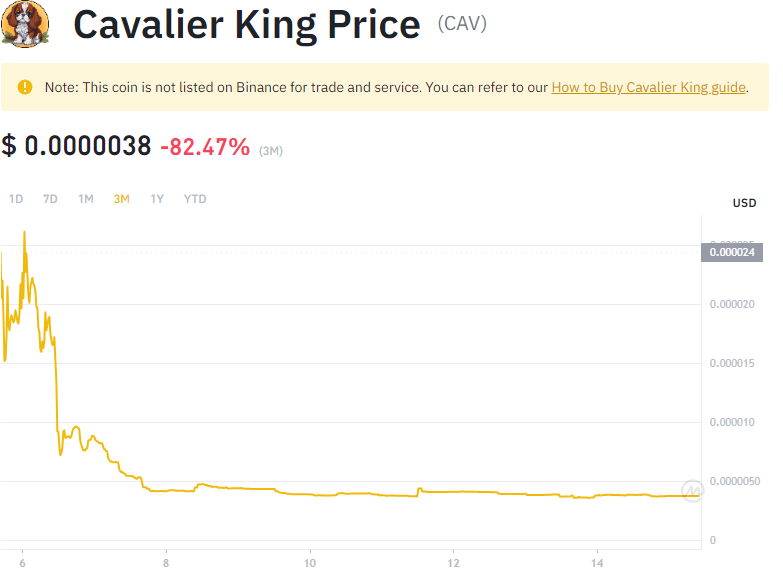 Cavalier King Price (CAV)
Note: This coin is not listed on Binance for trade and service. You can refer to our How to Buy Cavalier King guide.
$ 0.0000038 -82.47% (3M)
1D 7D 1M 3M 1Y YTD
USD
0.000024
0.000020
0.000015
0.000010
0.0000050
0
6 8 10 12 14